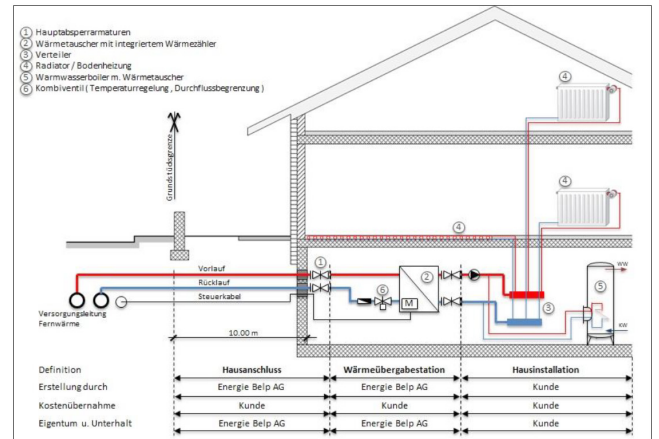 1 Hauptabsperrarmaturen
2 Wärmetauscher mit integriertem Wärmezähler
3 Verteiler
4 Radiator / Bodenheizung
5 Warmwasserboiler m. Wärmetauscher
6 Kombiventil ( Temperaturregelung , Durchflussbegrenzung )
4
Grundstücksgrenze
4
4
1
Vorlauf
2
WW
Rücklauf
6
5
Steuerkabel
M
3
Versorgungsleitung
Fernwärme
KW
10.00 m
Definition Hausanschluss Wärmeübergabestation Hausinstallation
Erstellung durch Energie Belp AG Energie Belp AG Kunde
Kostenübernahme Kunde Kunde Kunde
Eigentum u. Unterhalt Energie Belp AG Energie Belp AG Kunde